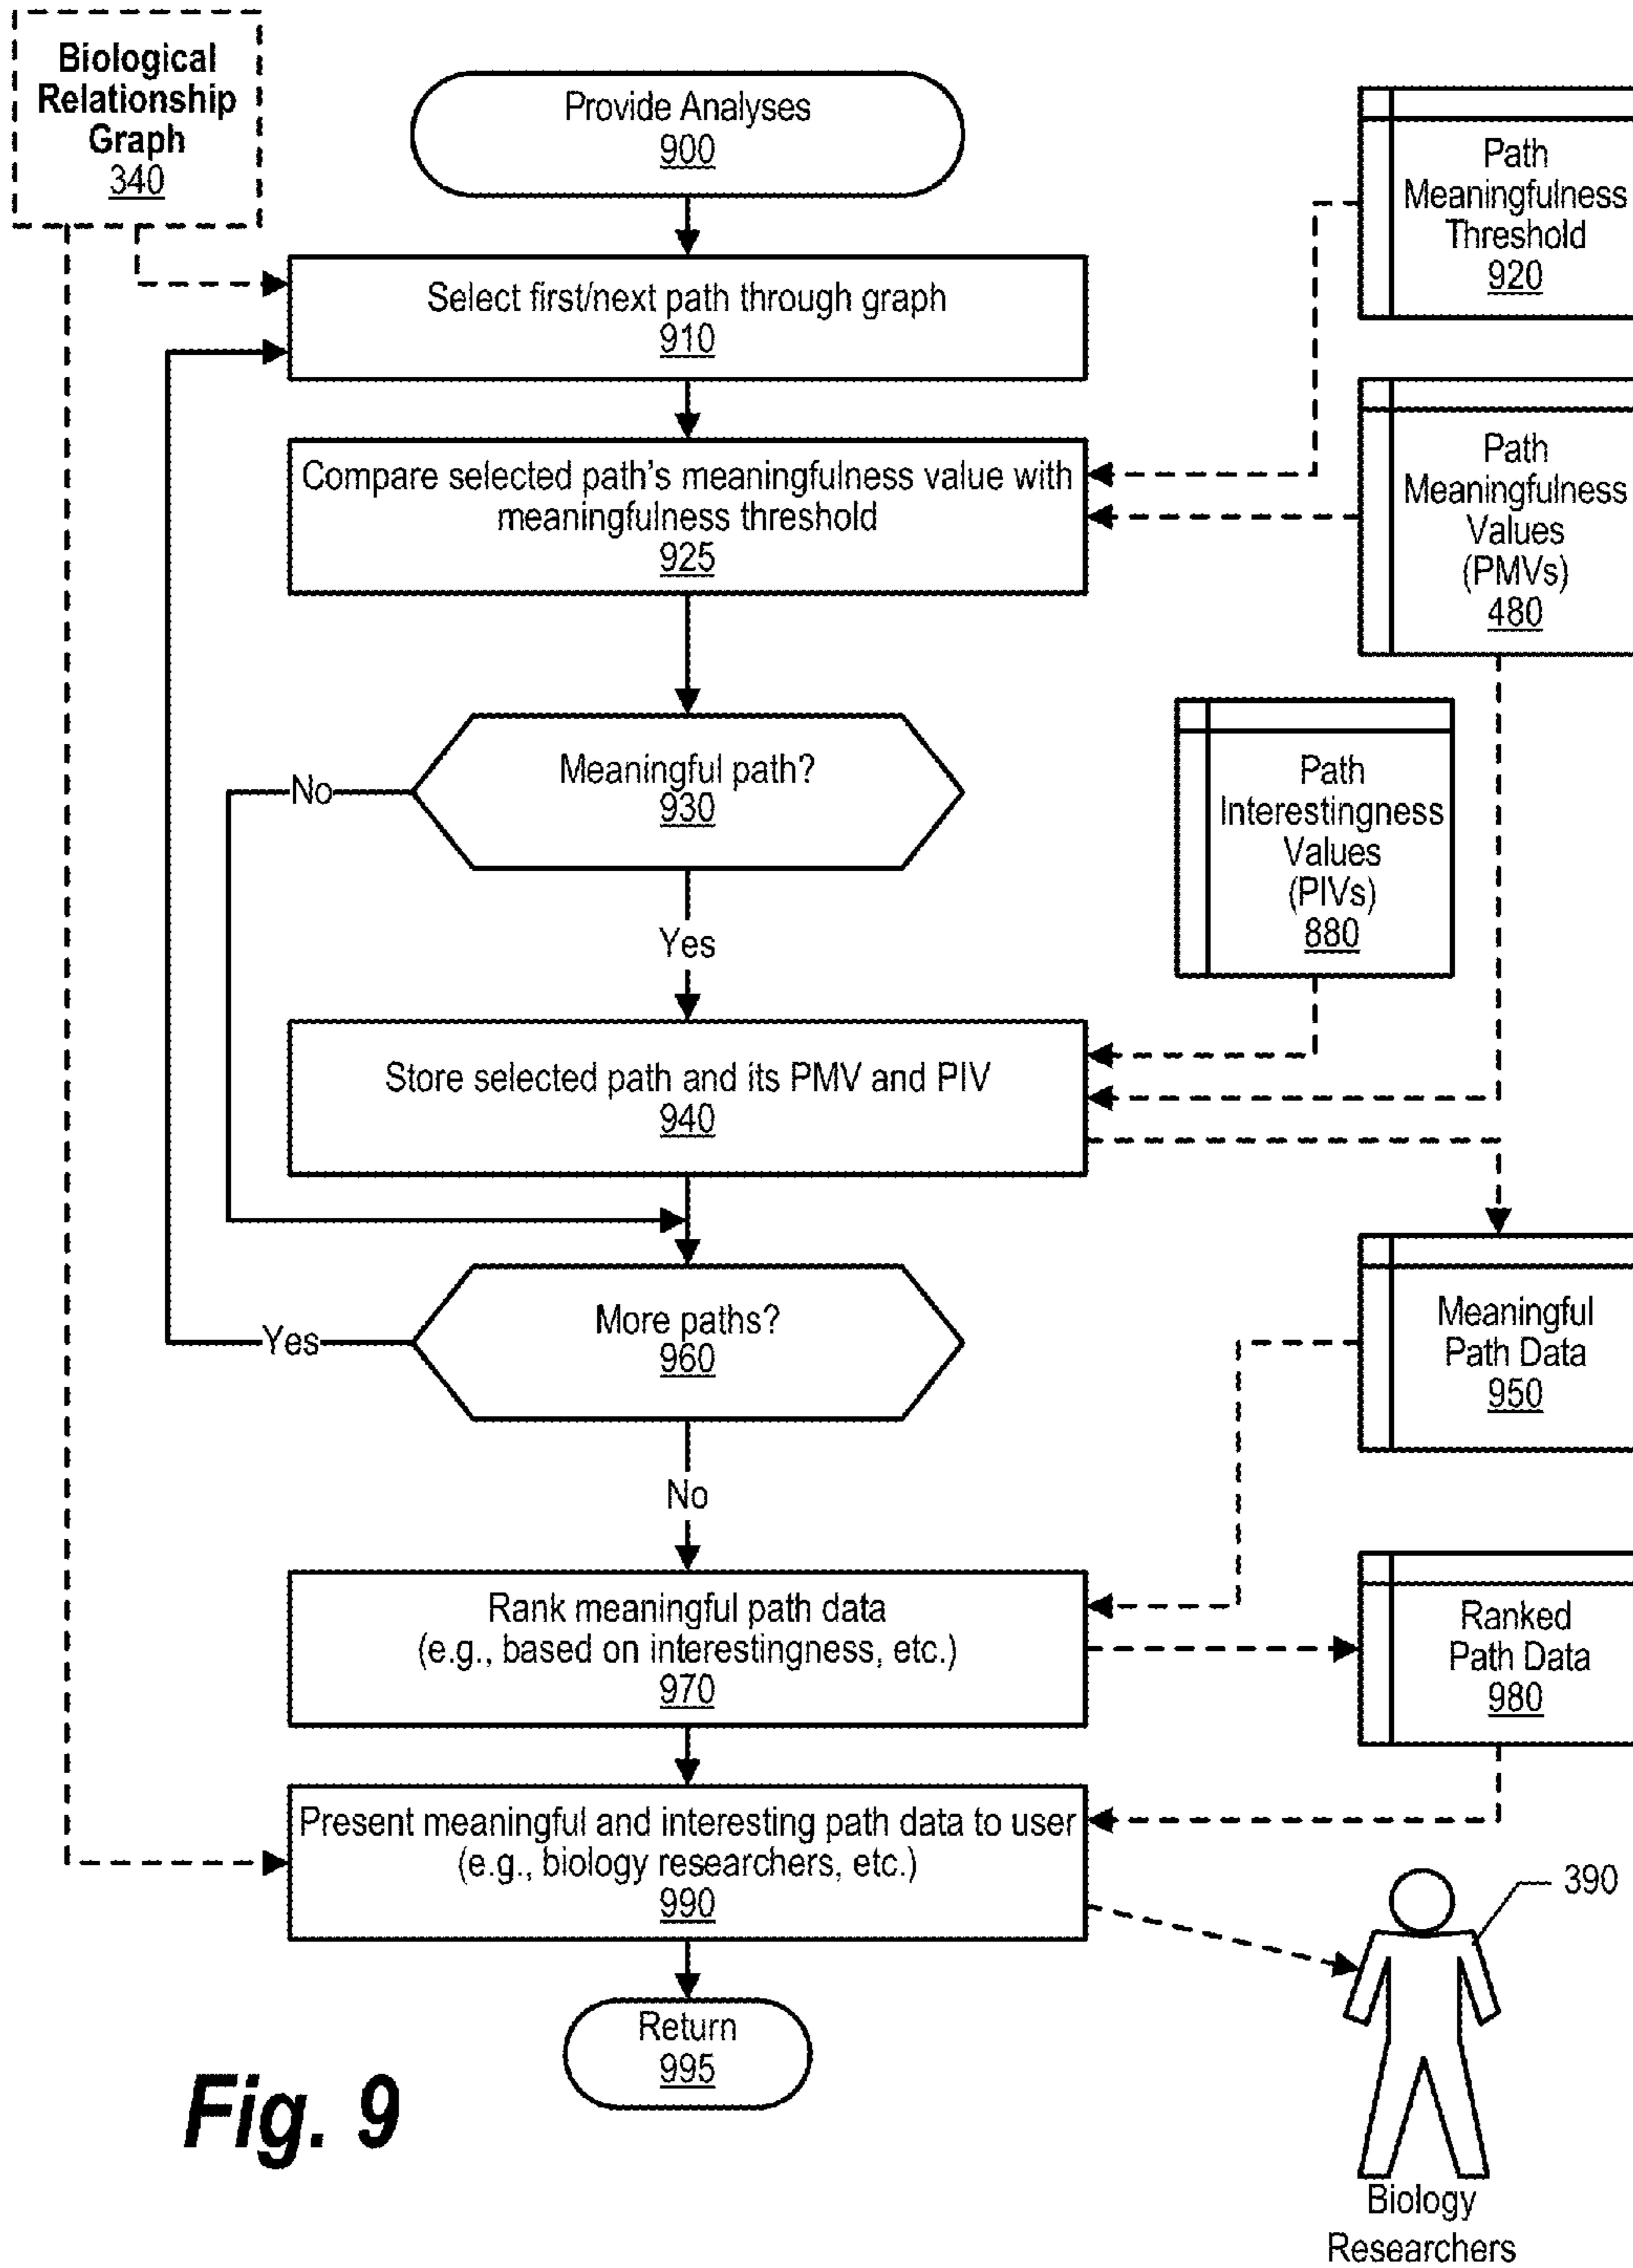 Biological
Relationship
Graph
340
Provide Analyses
900
Path
Meaningfulness
Threshold
920
Select first/next path through graph
910
Compare selected path's meaningfulness value with
meaningfulness threshold
925
Path
Meaningfulness
Values
(PMVs)
480
Meaningful path?
930
No
Yes
Path
Interestingness
Values
(PIVs)
880
Store selected path and its PMV and PIV
940
More paths?
960
Yes
No
Meaningful
Path Data
950
Rank meaningful path data
(e.g., based on interestingness, etc.)
970
Ranked
Path Data
980
Present meaningful and interesting path data to user
(e.g., biology researchers, etc.)
990
390
Return
995
Biology
Researchers
Fig. 9